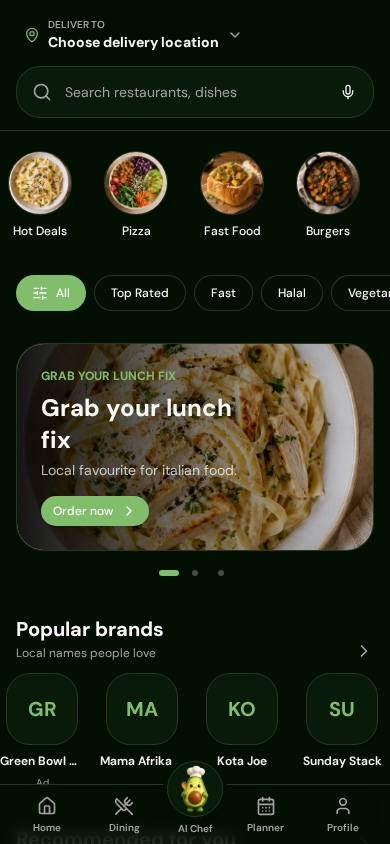 DELIVER TO
Choose delivery location
Search restaurants, dishes
Hot Deals
Pizza
Fast Food
Burgers
All
Top Rated
Fast
Halal
Vegetar
GRAB YOUR LUNCH FIX
Grab your lunch
fix
Local favourite for italian food.
Order now
Popular brands
Local names people love
GR
MA
KO
SU
Green Bowl ...
Mama Afrika
Kota Joe
Sunday Stack
Ad
Home
Dining
AI Chef
Planner
Profile
Recommended for you